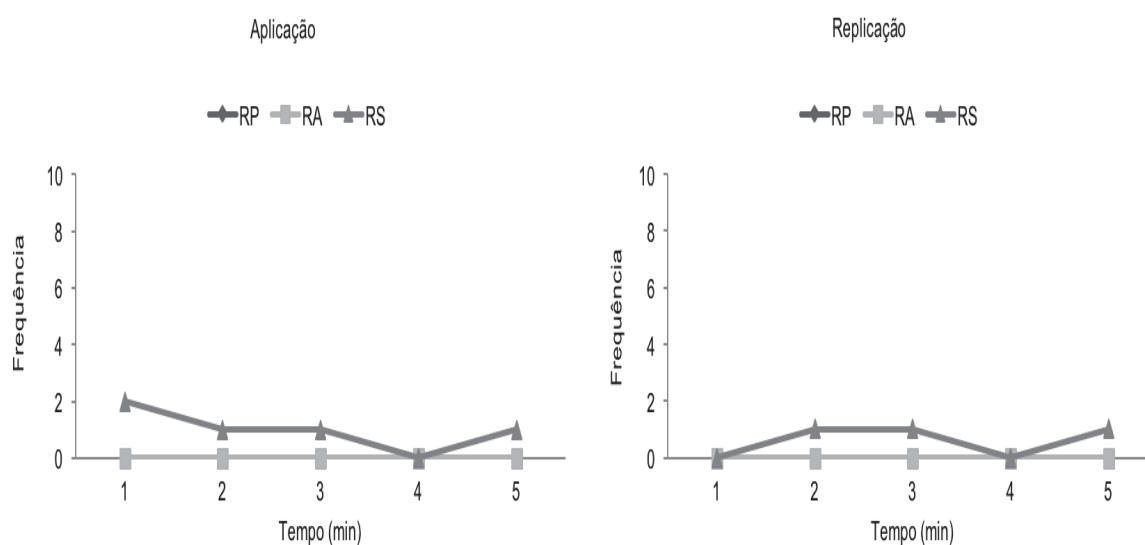 Aplicação
RP RA RS
10
8
6
4
2
0
Frequência
1 2 3 4 5
Tempo (min)
Replicação
RP RA RS
10
8
6
4
2
0
Frequência
1 2 3 4 5
Tempo (min)